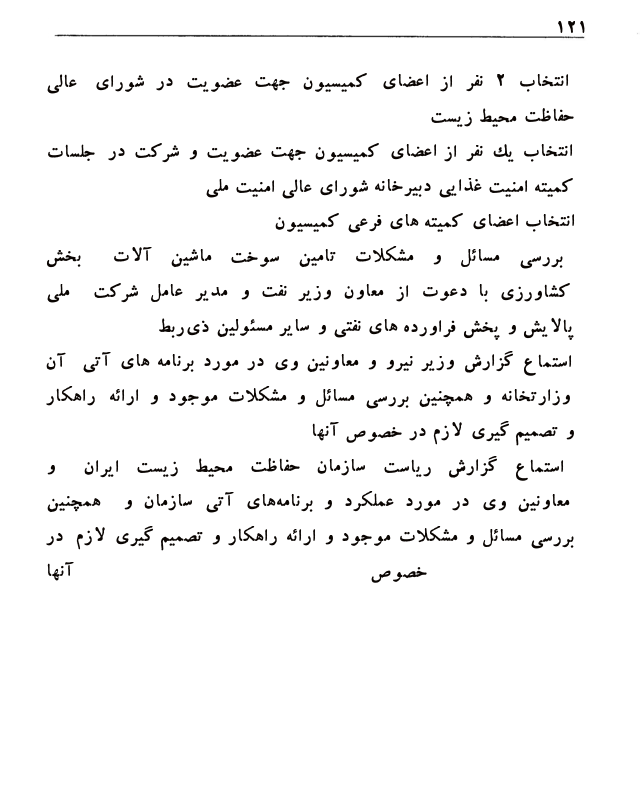 ۱۲۱
انتخاب ۲ نفر از اعضای کمیسیون جهت عضویت در شورای عالی
حفاظت محیط زیست
انتخاب یك نفر از اعضای کمیسیون جهت عضویت و شرکت در جلسات
کمیته امنیت غذایی دبیرخانه شورای عالی امنیت ملی
انتخاب اعضای کمیته های فرعی کمیسیون
بررسی مسائل و مشکلات تامین سوخت ماشین آلات بخش
کشاورزی با دعوت از معاون وزیر نفت و مدیر عامل شرکت ملی
پالایش و پخش فراورده های نفتی و سایر مسئولین ذی‌ربط
استماع گزارش وزیر نیرو و معاونین وی در مورد برنامه های آتی آن
وزارتخانه و همچنین بررسی مسائل و مشکلات موجود و ارائه راهکار
و تصمیم گیری لازم در خصوص آنها
استماع گزارش ریاست سازمان حفاظت محیط زیست ایران و
معاونین وی در مورد عملکرد و برنامه‌های آتی سازمان و همچنین
بررسی مسائل و مشکلات موجود و ارائه راهکار و تصمیم گیری لازم در
خصوص آنها